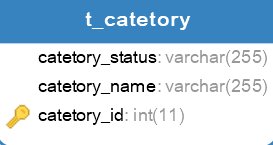 t_catetory
catetory_status: varchar(255)
catetory_name: varchar(255)
catetory_id: int(11)